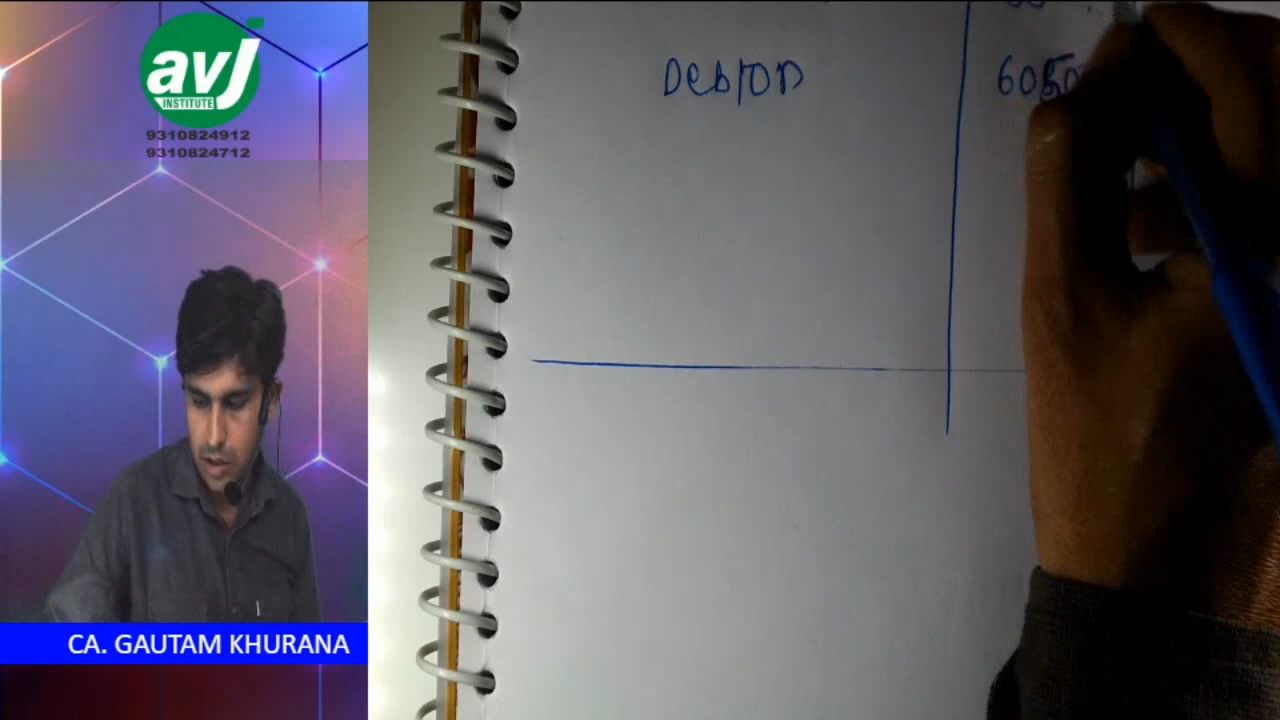 avj
INSTITUTE
9310824912
9310824712
Debtors
CA. GAUTAM KHURANA